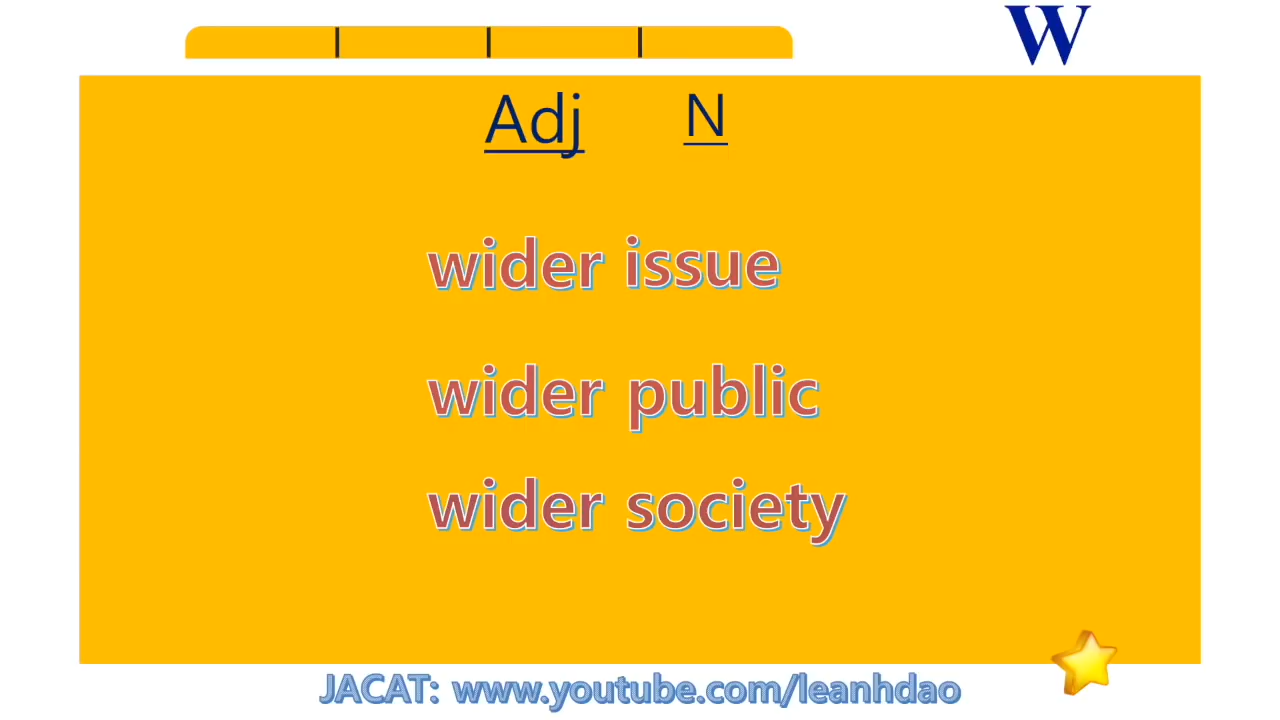 W
Adj N
wider issue
wider public
wider society
JACAT: www.youtube.com/leanhdao